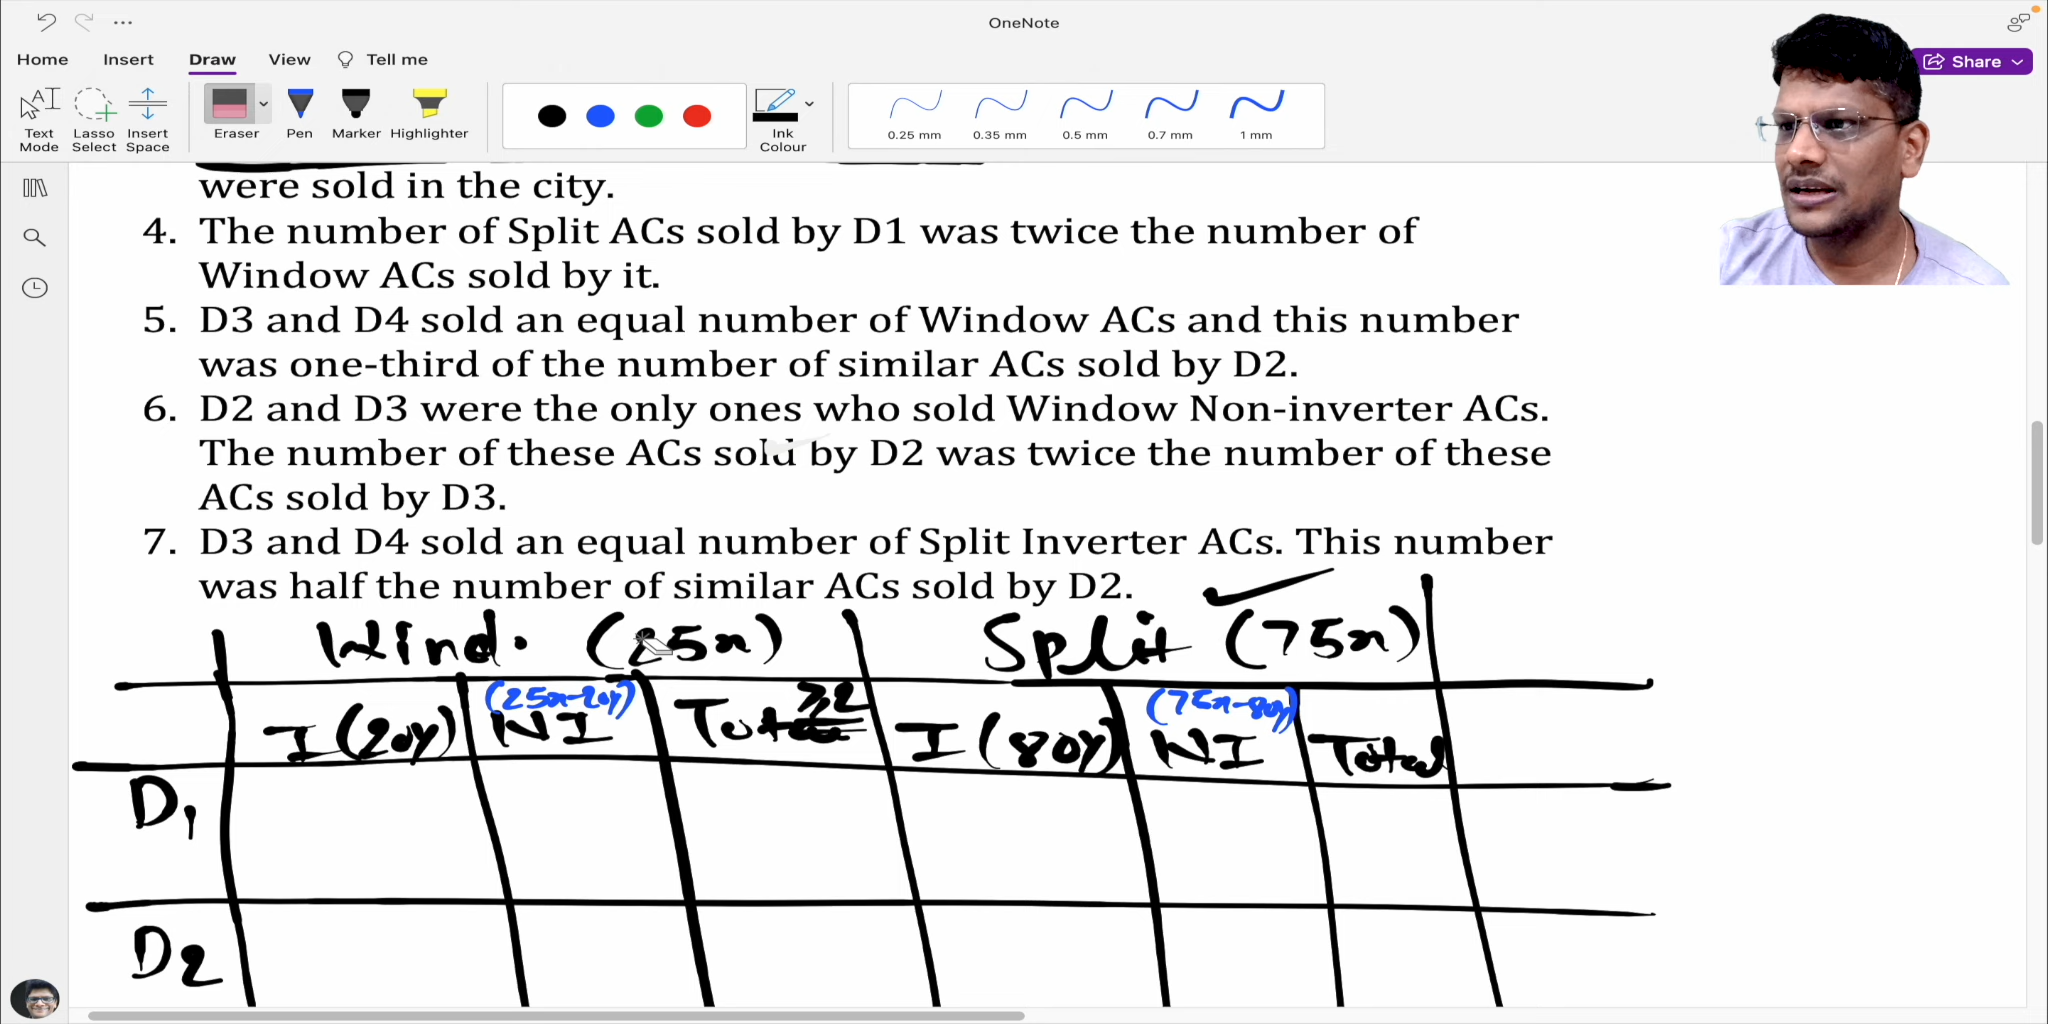 OneNote
Home Insert Draw View Tell me
Share
Text Mode
Lasso Select
Insert Space
Eraser
Pen
Marker
Highlighter
Ink Colour
0.25 mm
0.35 mm
0.5 mm
0.7 mm
1 mm
were sold in the city.
4. The number of Split ACs sold by D1 was twice the number of
Window ACs sold by it.
5. D3 and D4 sold an equal number of Window ACs and this number
was one-third of the number of similar ACs sold by D2.
6. D2 and D3 were the only ones who sold Window Non-inverter ACs.
The number of these ACs sold by D2 was twice the number of these
ACs sold by D3.
7. D3 and D4 sold an equal number of Split Inverter ACs. This number
was half the number of similar ACs sold by D2.
Wind. (25x) Split (75x)
(25x-20y) (75x-80y)
I (20y) NI I (80y) NI Total
D1
D2